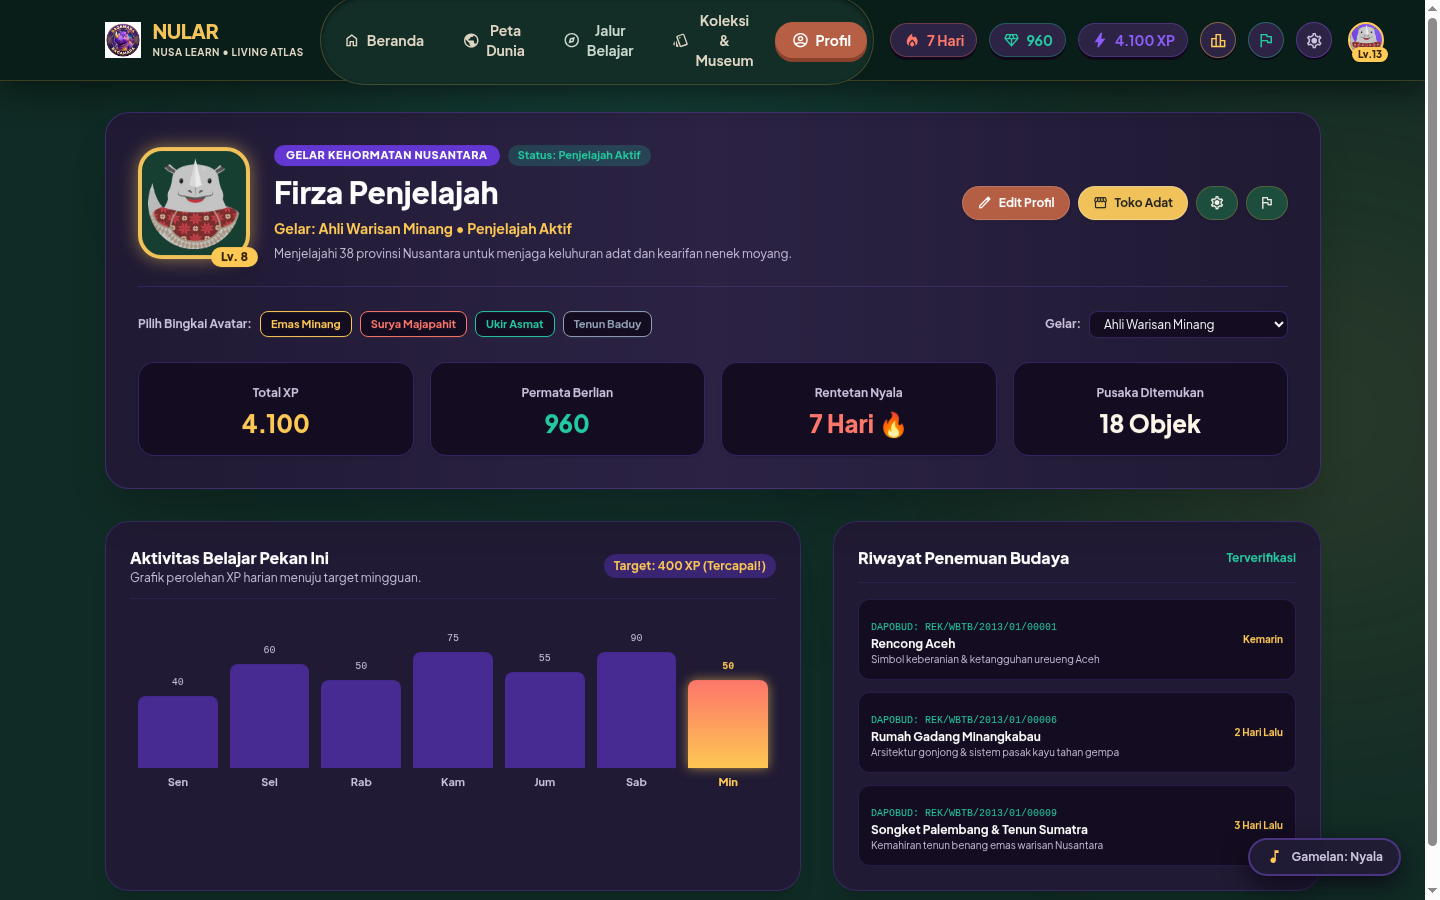 NULAR
NUSA LEARN • LIVING ATLAS
Beranda
Peta
Dunia
Jalur
Belajar
Koleksi
&
Museum
Profil
7 Hari
960
4.100 XP
Lv.13
GELAR KEHORMATAN NUSANTARA
Status: Penjelajah Aktif
Firza Penjelajah
Gelar: Ahli Warisan Minang • Penjelajah Aktif
Menjelajahi 38 provinsi Nusantara untuk menjaga keluhuran adat dan kearifan nenek moyang.
Lv. 8
Edit Profil
Toko Adat
Pilih Bingkai Avatar:
Emas Minang
Surya Majapahit
Ukir Asmat
Tenun Baduy
Gelar:
Ahli Warisan Minang
Total XP
4.100
Permata Berlian
960
Rentetan Nyala
7 Hari 🔥
Pusaka Ditemukan
18 Objek
Aktivitas Belajar Pekan Ini
Grafik perolehan XP harian menuju target mingguan.
Target: 400 XP (Tercapai!)
40
60
50
75
55
90
50
Sen
Sel
Rab
Kam
Jum
Sab
Min
Riwayat Penemuan Budaya
Terverifikasi
DAPOBUD: REK/WBTB/2013/01/00001
Rencong Aceh
Simbol keberanian & ketangguhan ureueng Aceh
Kemarin
DAPOBUD: REK/WBTB/2013/01/00006
Rumah Gadang Minangkabau
Arsitektur gonjong & sistem pasak kayu tahan gempa
2 Hari Lalu
DAPOBUD: REK/WBTB/2013/01/00009
Songket Palembang & Tenun Sumatra
Kemahiran tenun benang emas warisan Nusantara
3 Hari Lalu
Gamelan: Nyala